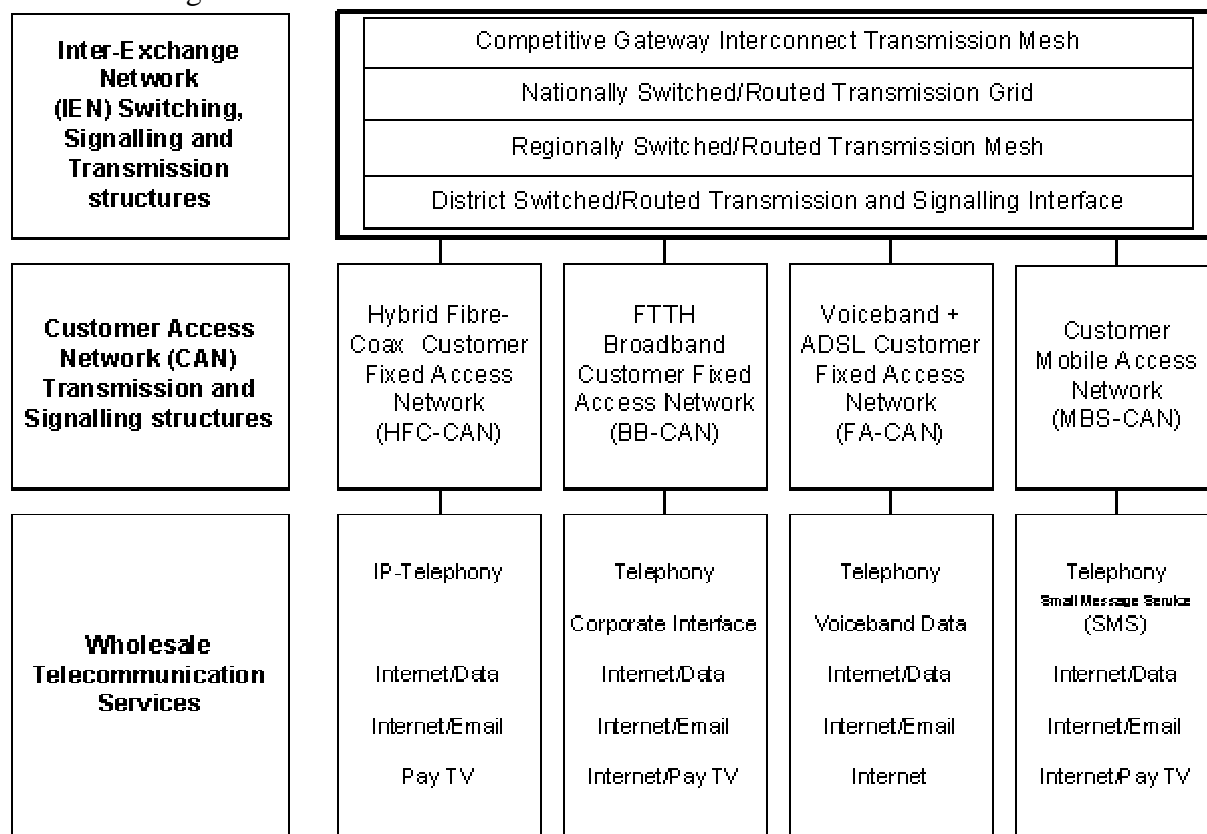 Inter-Exchange
Network
(IEN) Switching,
Signalling and
Transmission
structures
Competitive Gateway Interconnect Transmission Mesh
Nationally Switched/Routed Transmission Grid
Regionally Switched/Routed Transmission Mesh
District Switched/Routed Transmission and Signalling Interface
Customer Access
Network (CAN)
Transmission and
Signalling structures
Hybrid Fibre-
Coax Customer
Fixed Access
Network
(HFC-CAN)
FTTH
Broadband
Customer Fixed
Access Network
(BB-CAN)
Voiceband +
ADSL Customer
Fixed Access
Network
(FA-CAN)
Customer
Mobile Access
Network
(MBS-CAN)
Wholesale
Telecommunication
Services
IP-Telephony
Internet/Data
Internet/Email
Pay TV
Telephony
Corporate Interface
Internet/Data
Internet/Email
Internet/Pay TV
Telephony
Voiceband Data
Internet/Data
Internet/Email
Internet
Telephony
Small Message Service
(SMS)
Internet/Data
Internet/Email
Internet/Pay TV